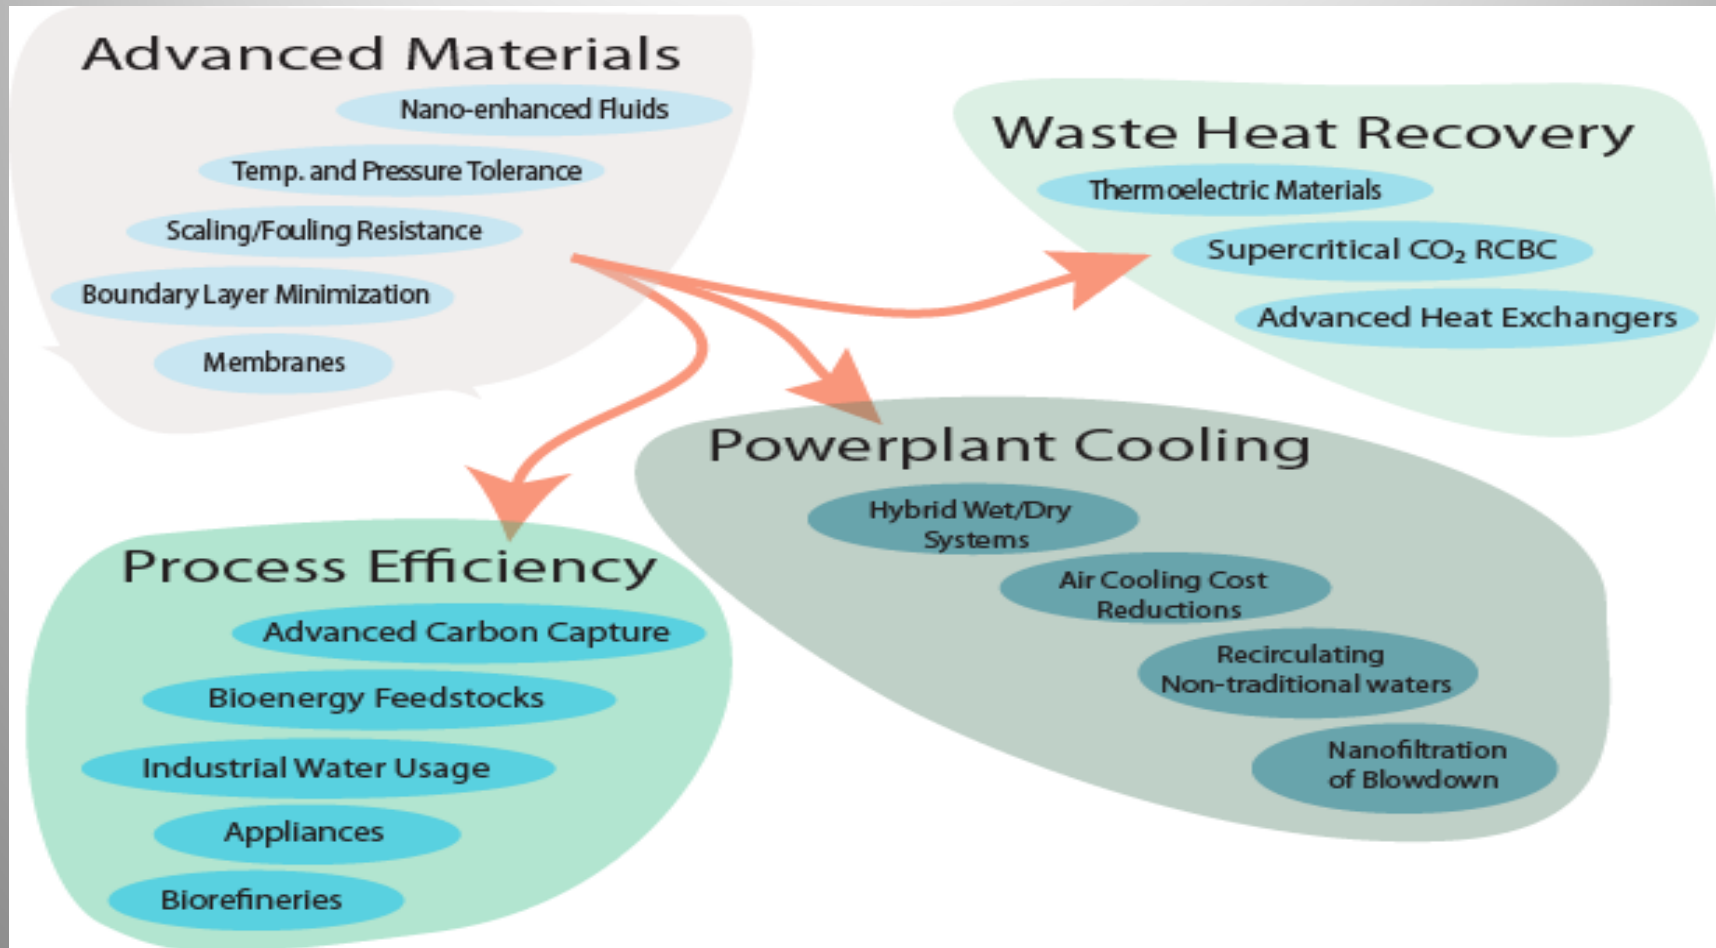 Advanced Materials
Nano-enhanced Fluids
Temp. and Pressure Tolerance
Scaling/Fouling Resistance
Boundary Layer Minimization
Membranes
Waste Heat Recovery
Thermoelectric Materials
Supercritical CO₂ RCBC
Advanced Heat Exchangers
Powerplant Cooling
Hybrid Wet/Dry
Systems
Air Cooling Cost
Reductions
Recirculating
Non-traditional waters
Nanofiltration
of Blowdown
Process Efficiency
Advanced Carbon Capture
Bioenergy Feedstocks
Industrial Water Usage
Appliances
Biorefineries